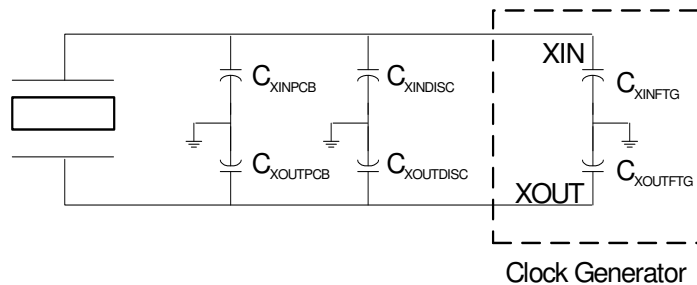 XIN
C_XINPCB
C_XINDISC
C_XINFTG
C_XOUTPCB
C_XOUTDISC
C_XOUTFTG
XOUT
Clock Generator